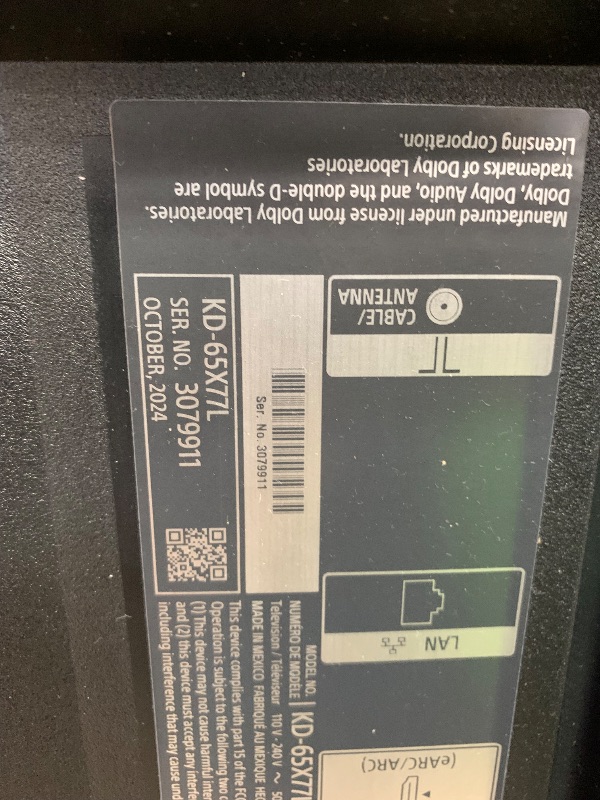 Manufactured under license from Dolby Laboratories.
Dolby, Dolby Audio, and the double-D symbol are
trademarks of Dolby Laboratories
Licensing Corporation.
CABLE/
ANTENNA
KD-65X77L
SER. NO. 3079911
OCTOBER, 2024
Ser. No. 3079911
LAN
(eARC/ARC)
MODEL NO.
NUMÉRO DE MODÈLE
KD-65X77L
Television / Téléviseur 110 V - 240 V ~
MADE IN MEXICO FABRIQUÉ AU MEXIQUE
This device complies with part 15 of the FCC
Operation is subject to the following two
(1) This device may not cause harmful
and (2) this device must accept any
including interference that may cause